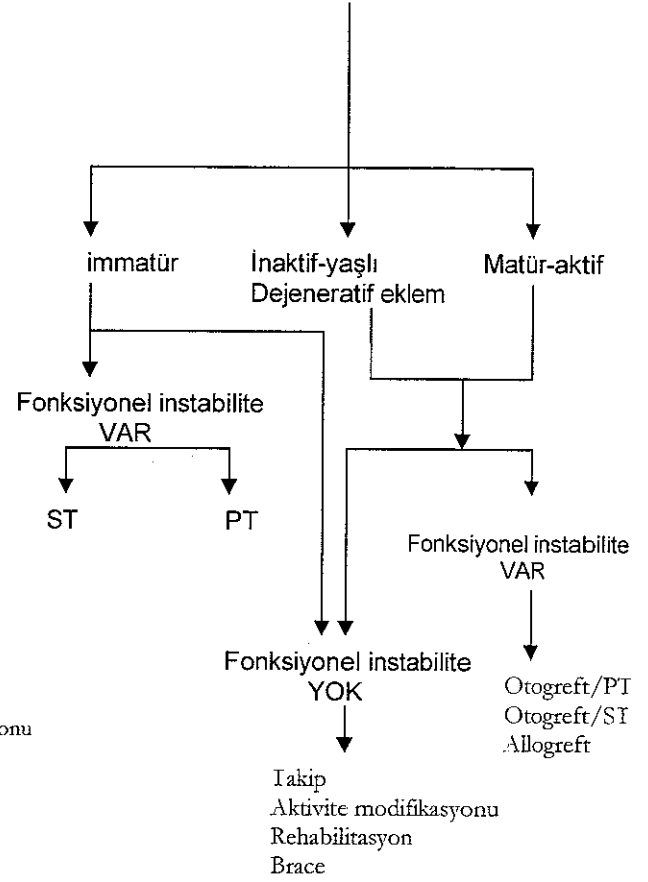 immatür
İnaktif-yaşlı
Dejeneratif eklem
Matür-aktif
Fonksiyonel instabilite
VAR
ST
PT
Fonksiyonel instabilite
VAR
Fonksiyonel instabilite
YOK
Otogreft/PT
Otogreft/ST
Allogreft
onu
Takip
Aktivite modifikasyonu
Rehabilitasyon
Brace